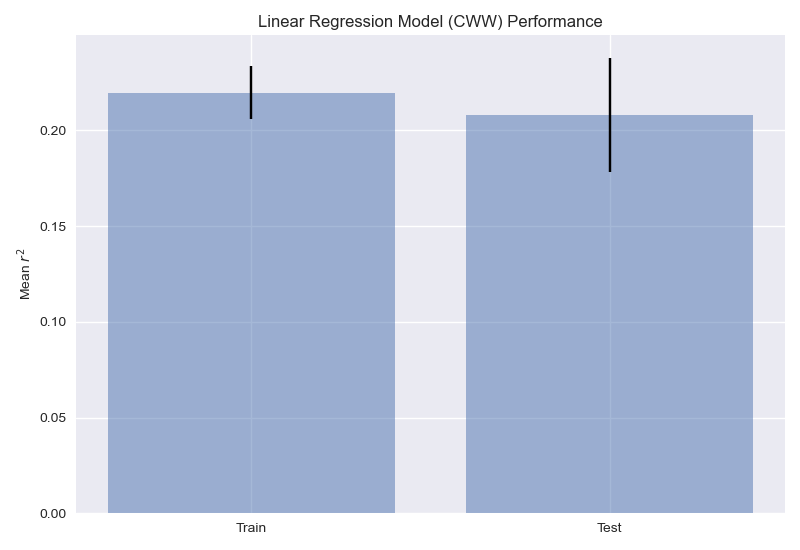 Linear Regression Model (CWW) Performance
Mean r²
0.20
0.15
0.10
0.05
0.00
Train
Test